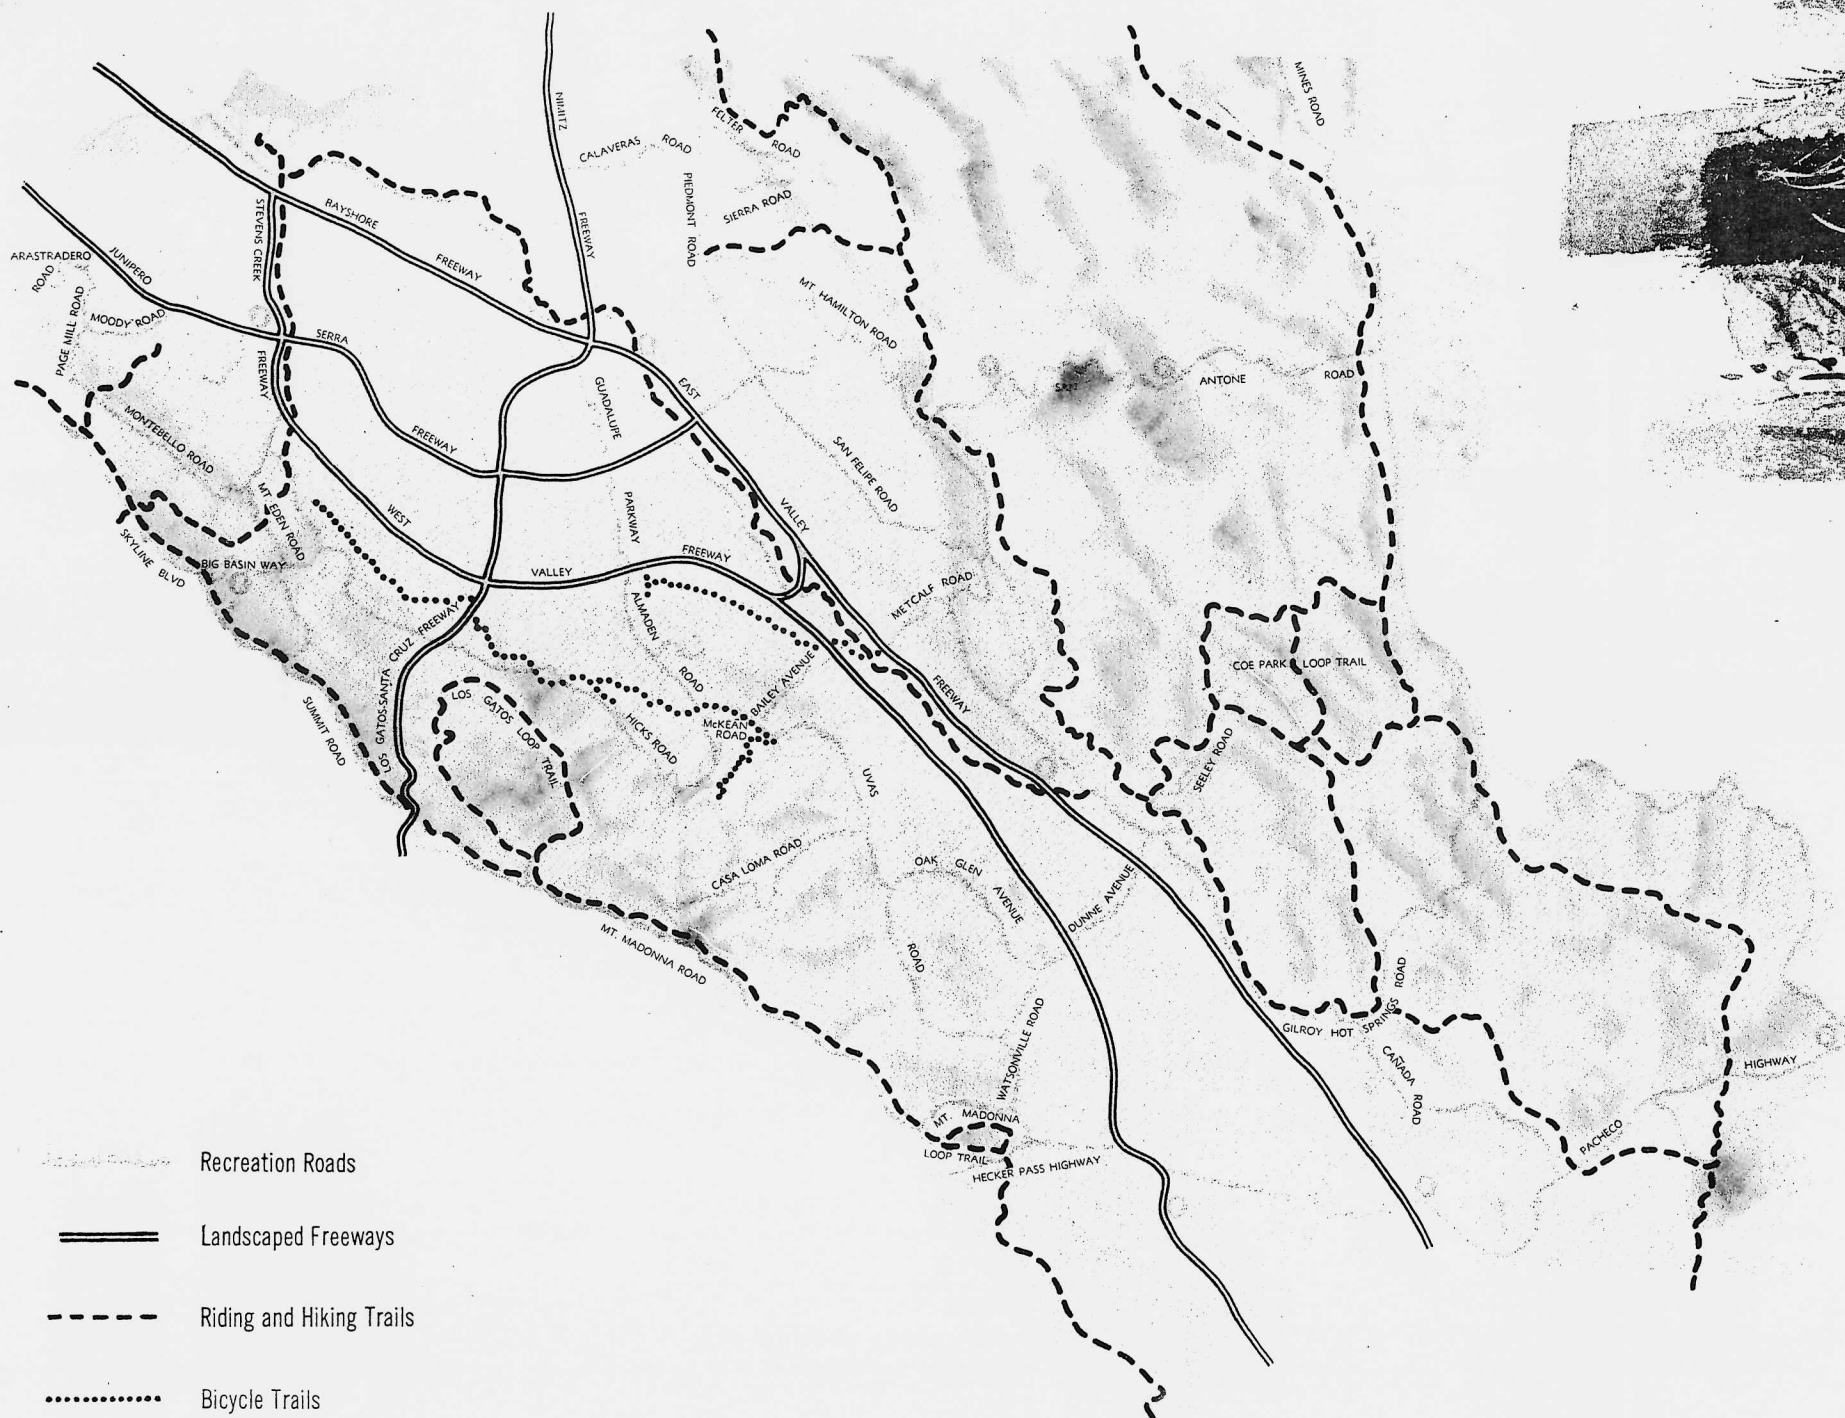 NIMITZ
FREEWAY
MINES ROAD
FELTER
ROAD
CALAVERAS ROAD
PIEDMONT ROAD
SIERRA ROAD
STEVENS CREEK
FREEWAY
BAYSHORE
FREEWAY
ARASTRADERO
ROAD
JUNIPERO
SERRA
FREEWAY
PAGE MILL ROAD
MOODY ROAD
MT HAMILTON ROAD
SAN ANTONE ROAD
EAST
VALLEY
FREEWAY
GUADALUPE
PARKWAY
MONTEBELLO ROAD
SAN FELIPE ROAD
MT EDEN ROAD
WEST
VALLEY
FREEWAY
SKYLINE BLVD
BIG BASIN WAY
METCALF ROAD
ALMADEN
ROAD
LOS GATOS-SANTA CRUZ FREEWAY
BAILEY AVENUE
COE PARK LOOP TRAIL
SUMMIT ROAD
LOS GATOS LOOP TRAIL
HICKS ROAD
McKEAN
ROAD
SEELEY ROAD
UVAS
ROAD
CASA LOMA ROAD
OAK GLEN AVENUE
DUNNE AVENUE
MT. MADONNA ROAD
WATSONVILLE ROAD
GILROY HOT SPRINGS ROAD
CAÑADA ROAD
PACHECO
HIGHWAY
MT. MADONNA
LOOP TRAIL
HECKER PASS HIGHWAY
Recreation Roads
Landscaped Freeways
Riding and Hiking Trails
Bicycle Trails